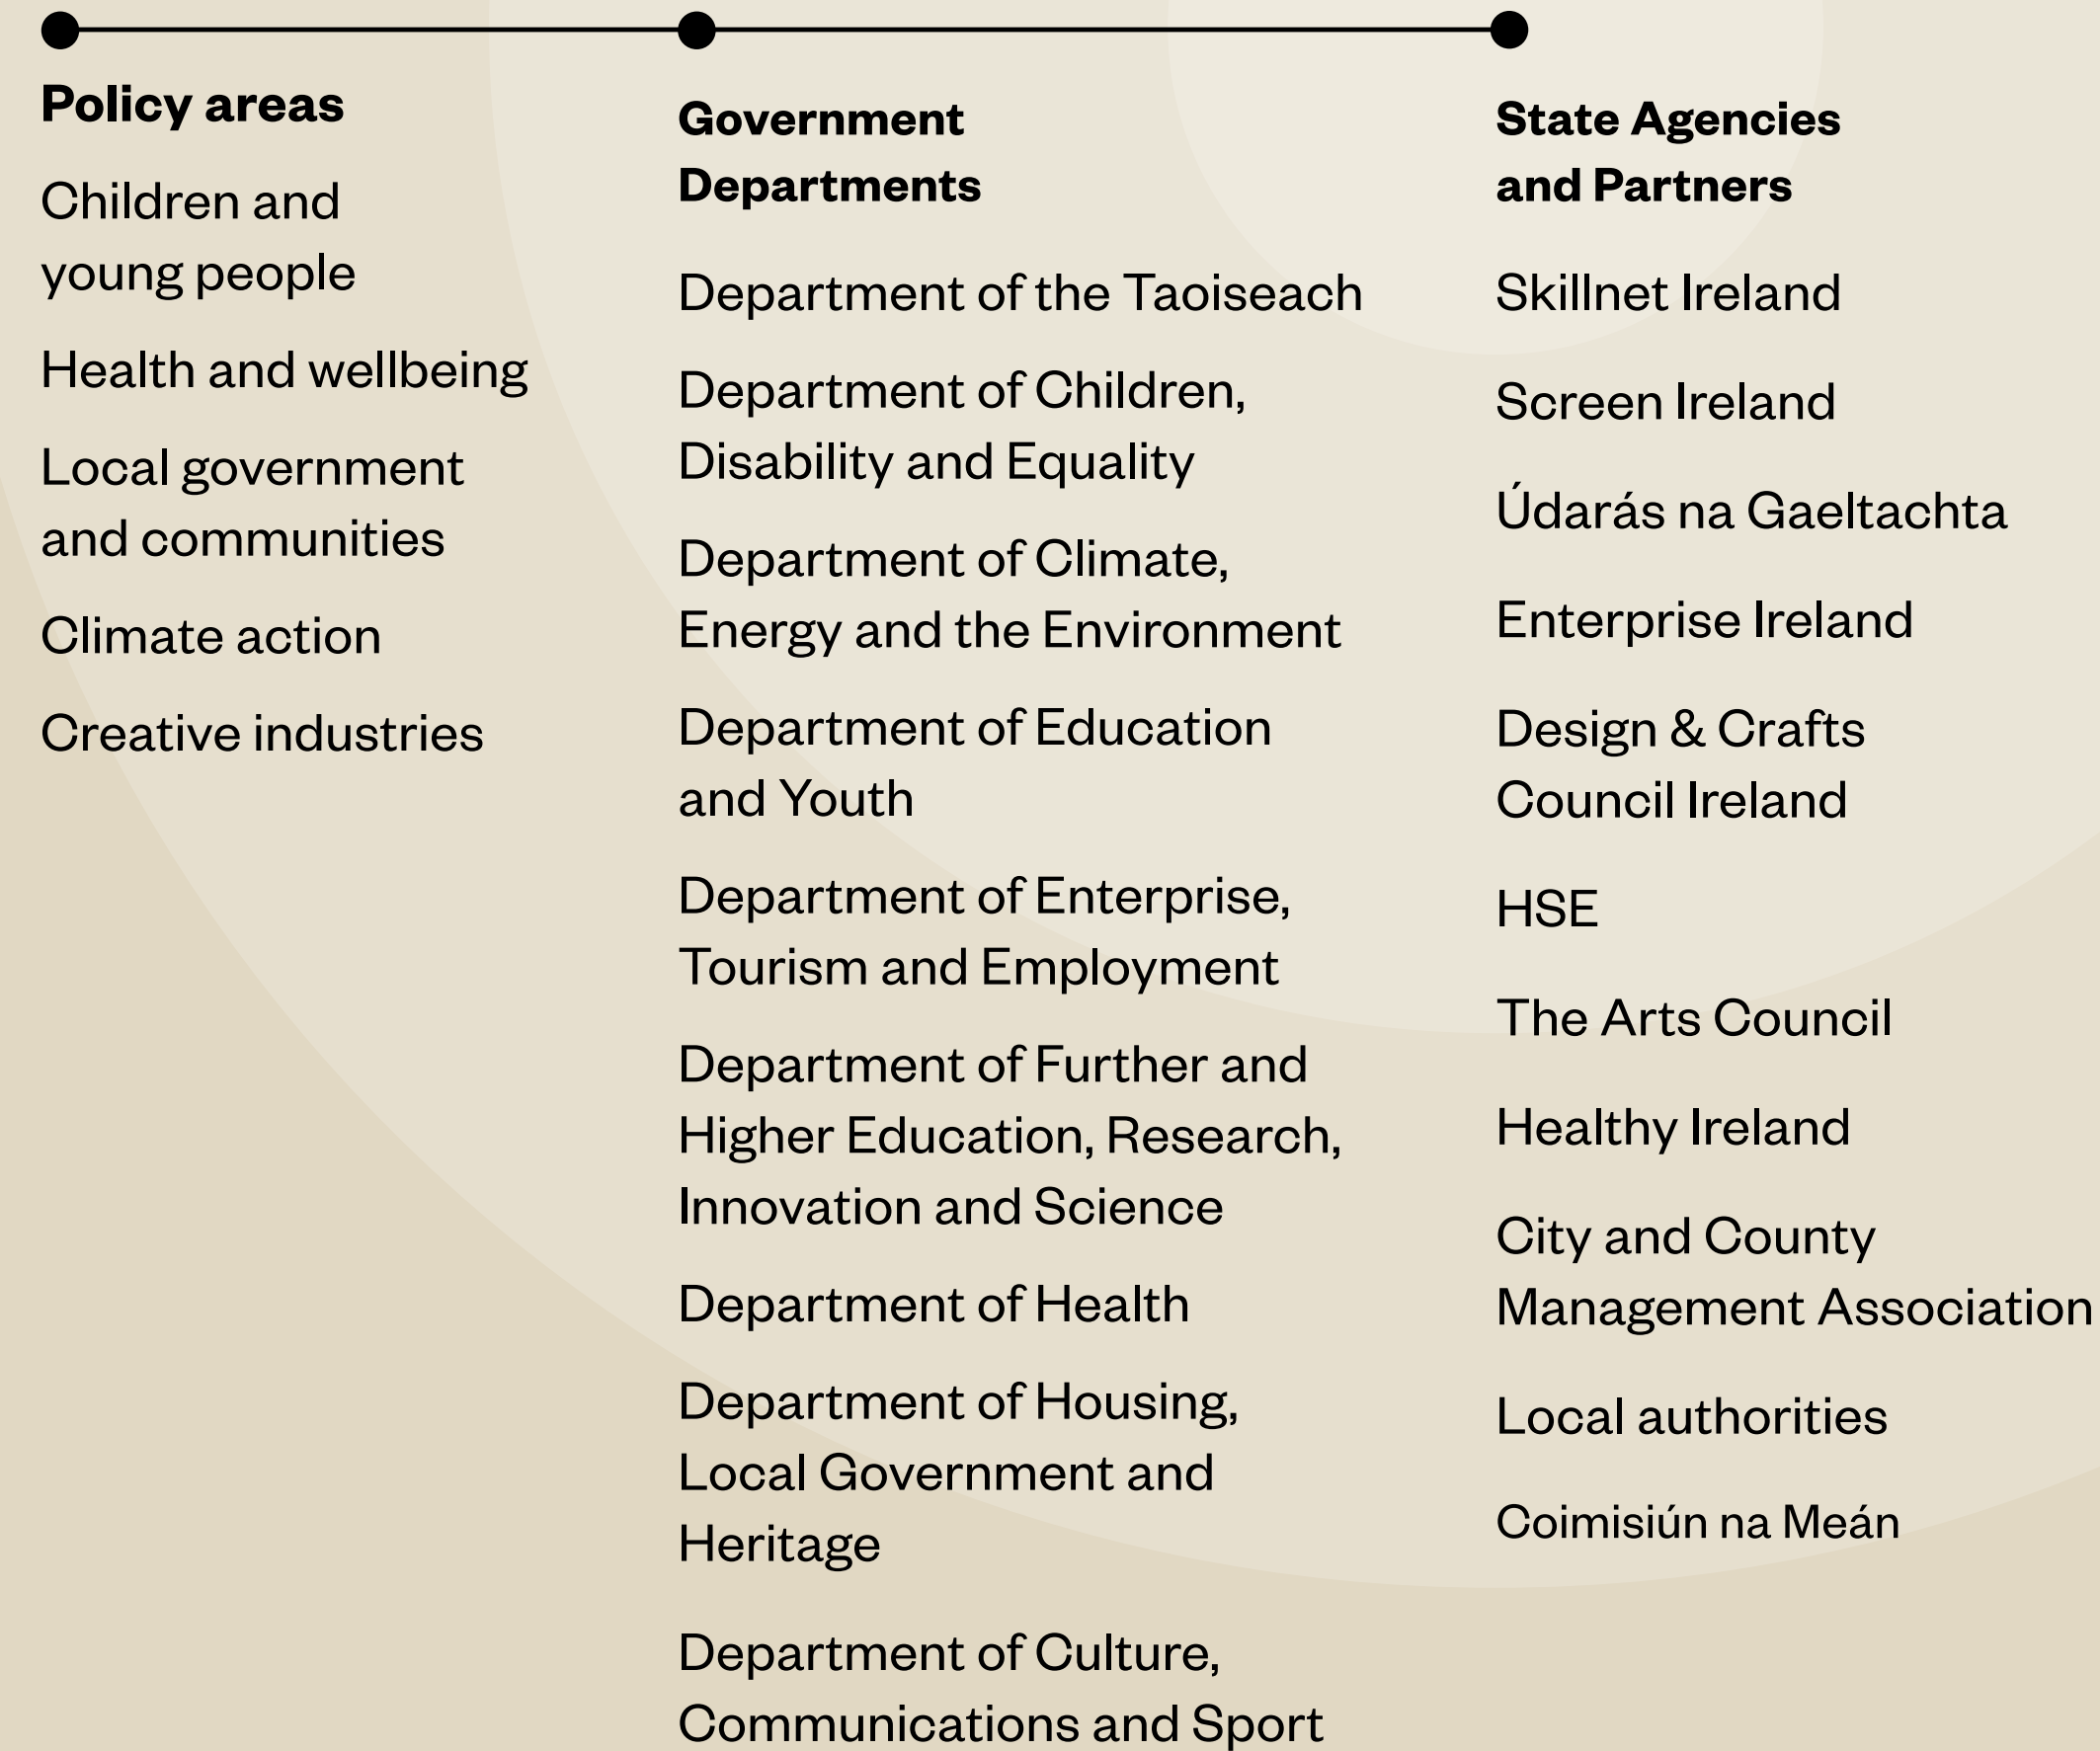 Policy areas
Children and
young people
Health and wellbeing
Local government
and communities
Climate action
Creative industries
Government
Departments
Department of the Taoiseach
Department of Children,
Disability and Equality
Department of Climate,
Energy and the Environment
Department of Education
and Youth
Department of Enterprise,
Tourism and Employment
Department of Further and
Higher Education, Research,
Innovation and Science
Department of Health
Department of Housing,
Local Government and
Heritage
Department of Culture,
Communications and Sport
State Agencies
and Partners
Skillnet Ireland
Screen Ireland
Údarás na Gaeltachta
Enterprise Ireland
Design & Crafts
Council Ireland
HSE
The Arts Council
Healthy Ireland
City and County
Management Association
Local authorities
Coimisiún na Meán